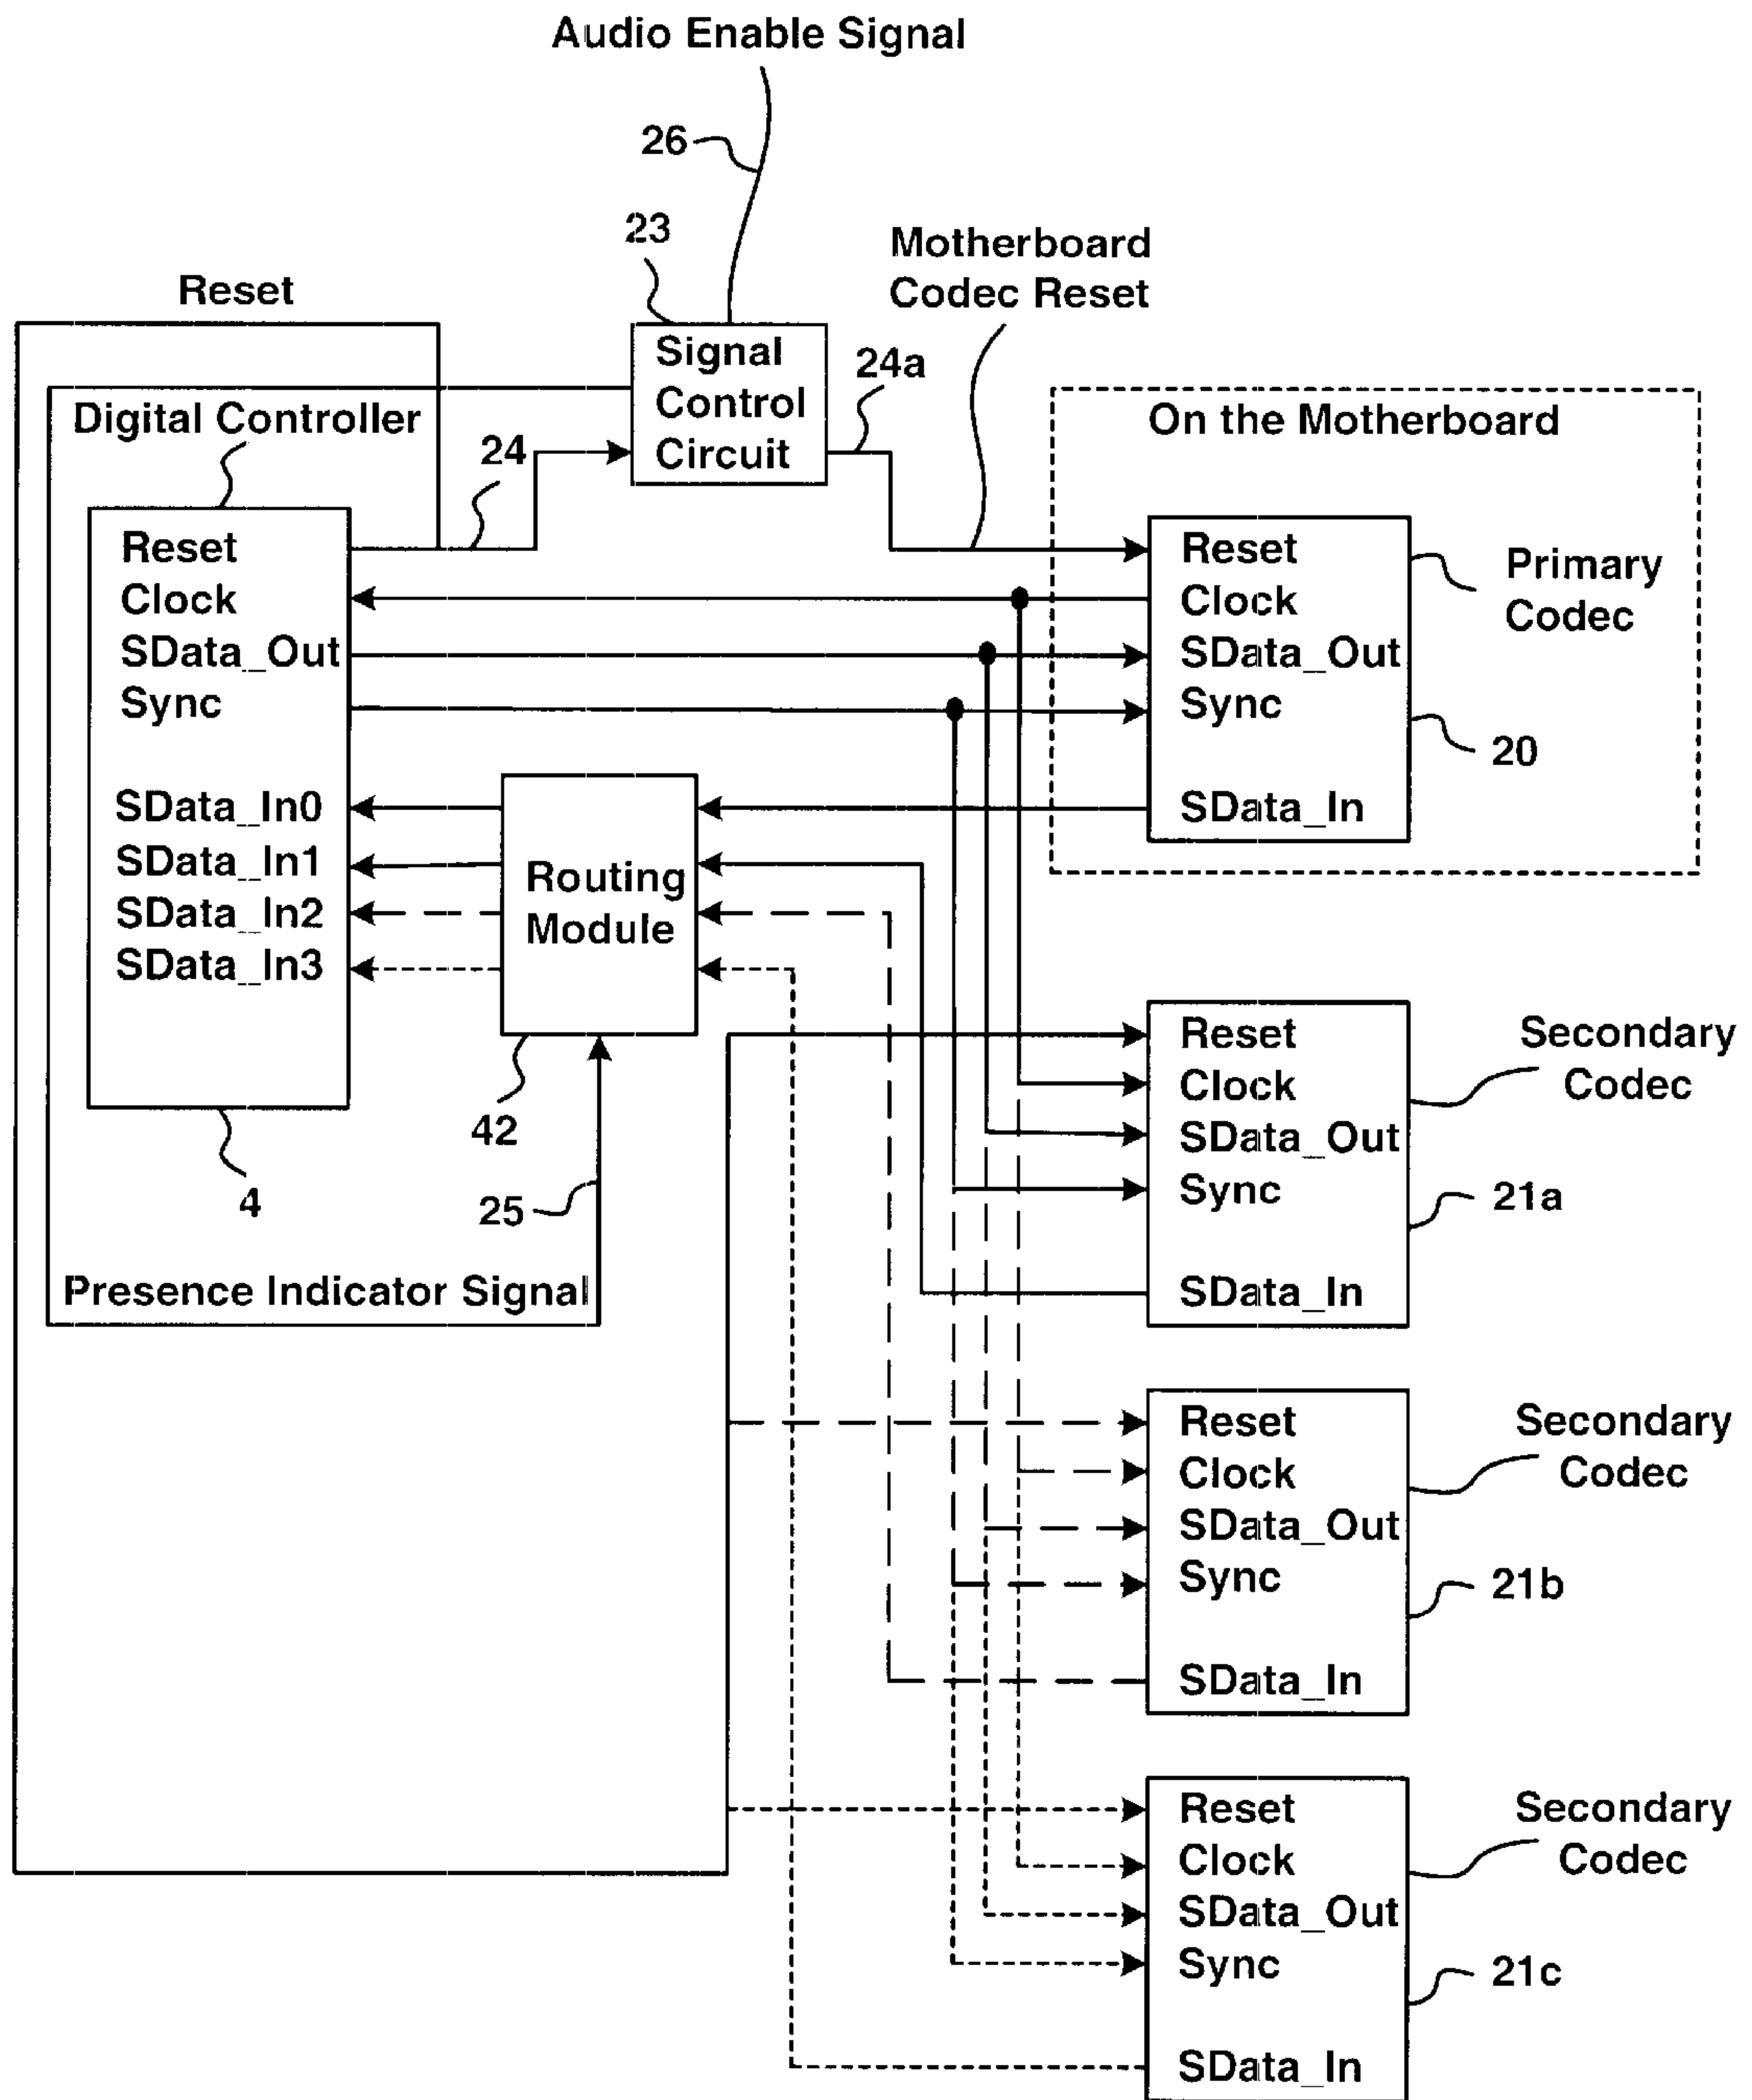 Audio Enable Signal
26
23
Motherboard
Codec Reset
Reset
Signal
Control
Circuit
24a
Digital Controller
24
On the Motherboard
Reset
Clock
SData_Out
Sync
SData_In0
SData_In1
SData_In2
SData_In3
Routing
Module
Reset
Clock
SData_Out
Sync
SData_In
Primary
Codec
20
42
4
25
Presence Indicator Signal
Reset
Clock
SData_Out
Sync
SData_In
Secondary
Codec
21a
Reset
Clock
SData_Out
Sync
SData_In
Secondary
Codec
21b
Reset
Clock
SData_Out
Sync
SData_In
Secondary
Codec
21c